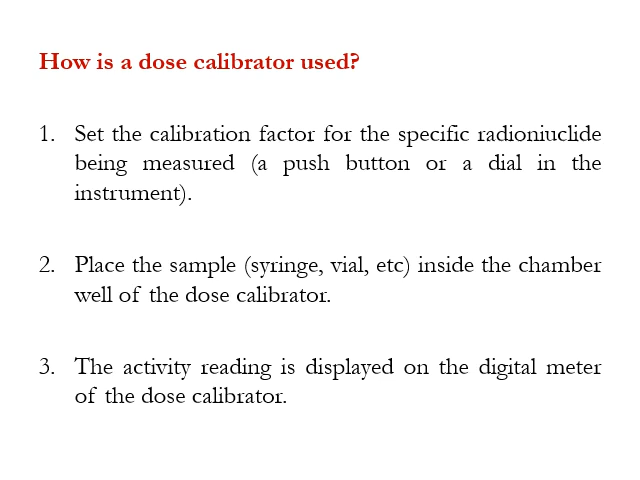 How is a dose calibrator used?
1. Set the calibration factor for the specific radioniuclide
being measured (a push button or a dial in the
instrument).
2. Place the sample (syringe, vial, etc) inside the chamber
well of the dose calibrator.
3. The activity reading is displayed on the digital meter
of the dose calibrator.